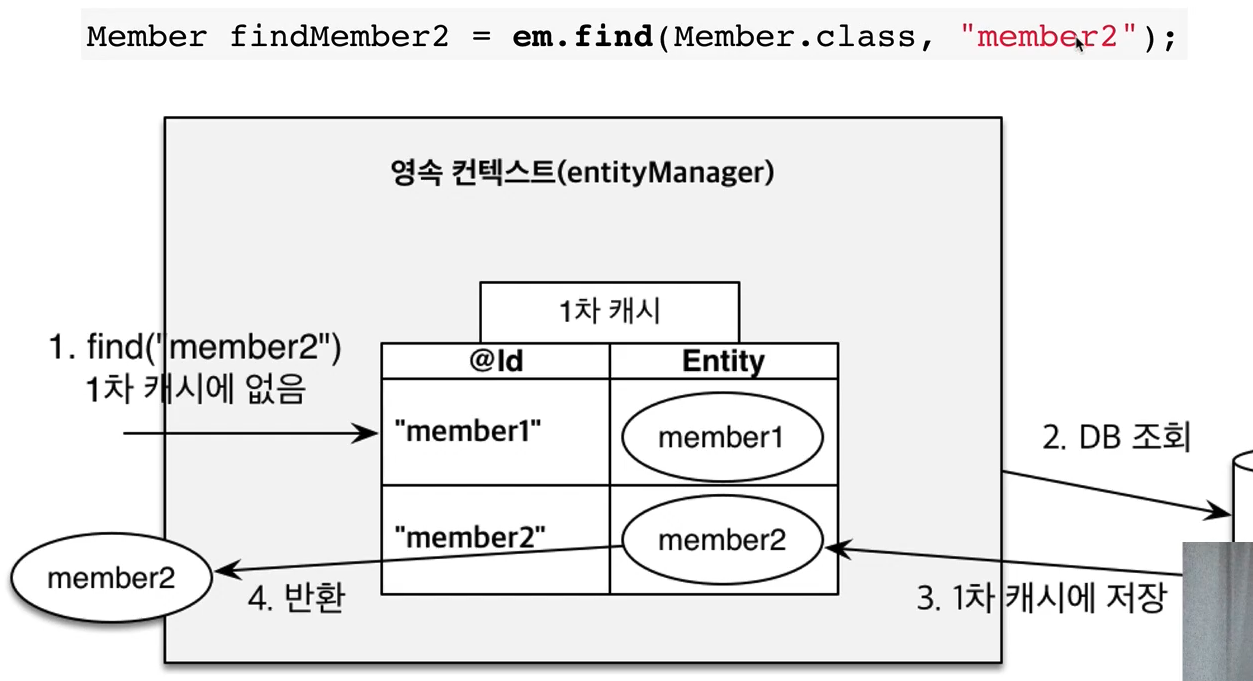 Member findMember2 = em.find(Member.class, "member2");
영속 컨텍스트(entityManager)
1차 캐시
@Id Entity
1. find("member2")
1차 캐시에 없음
"member1" member1
2. DB 조회
"member2" member2
member2
4. 반환
3. 1차 캐시에 저장